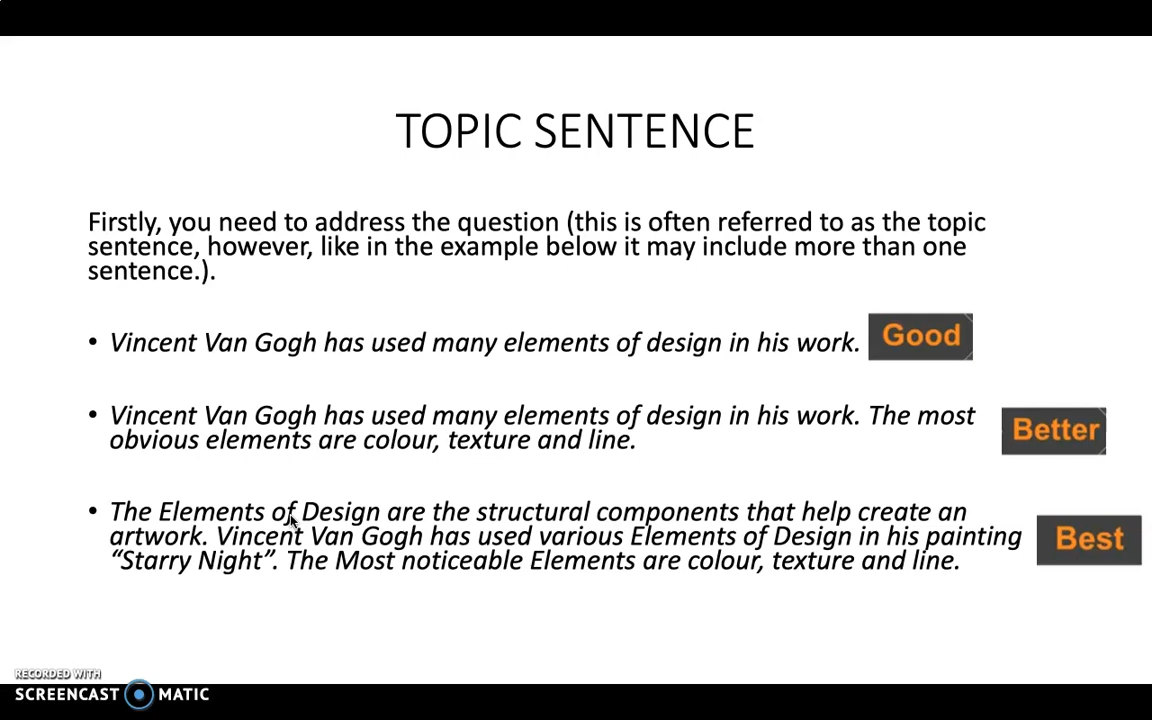 TOPIC SENTENCE
Firstly, you need to address the question (this is often referred to as the topic
sentence, however, like in the example below it may include more than one
sentence.).
• Vincent Van Gogh has used many elements of design in his work.
Good
• Vincent Van Gogh has used many elements of design in his work. The most
obvious elements are colour, texture and line.
Better
• The Elements of Design are the structural components that help create an
artwork. Vincent Van Gogh has used various Elements of Design in his painting
“Starry Night”. The Most noticeable Elements are colour, texture and line.
Best
RECORDED WITH
SCREENCAST MATIC